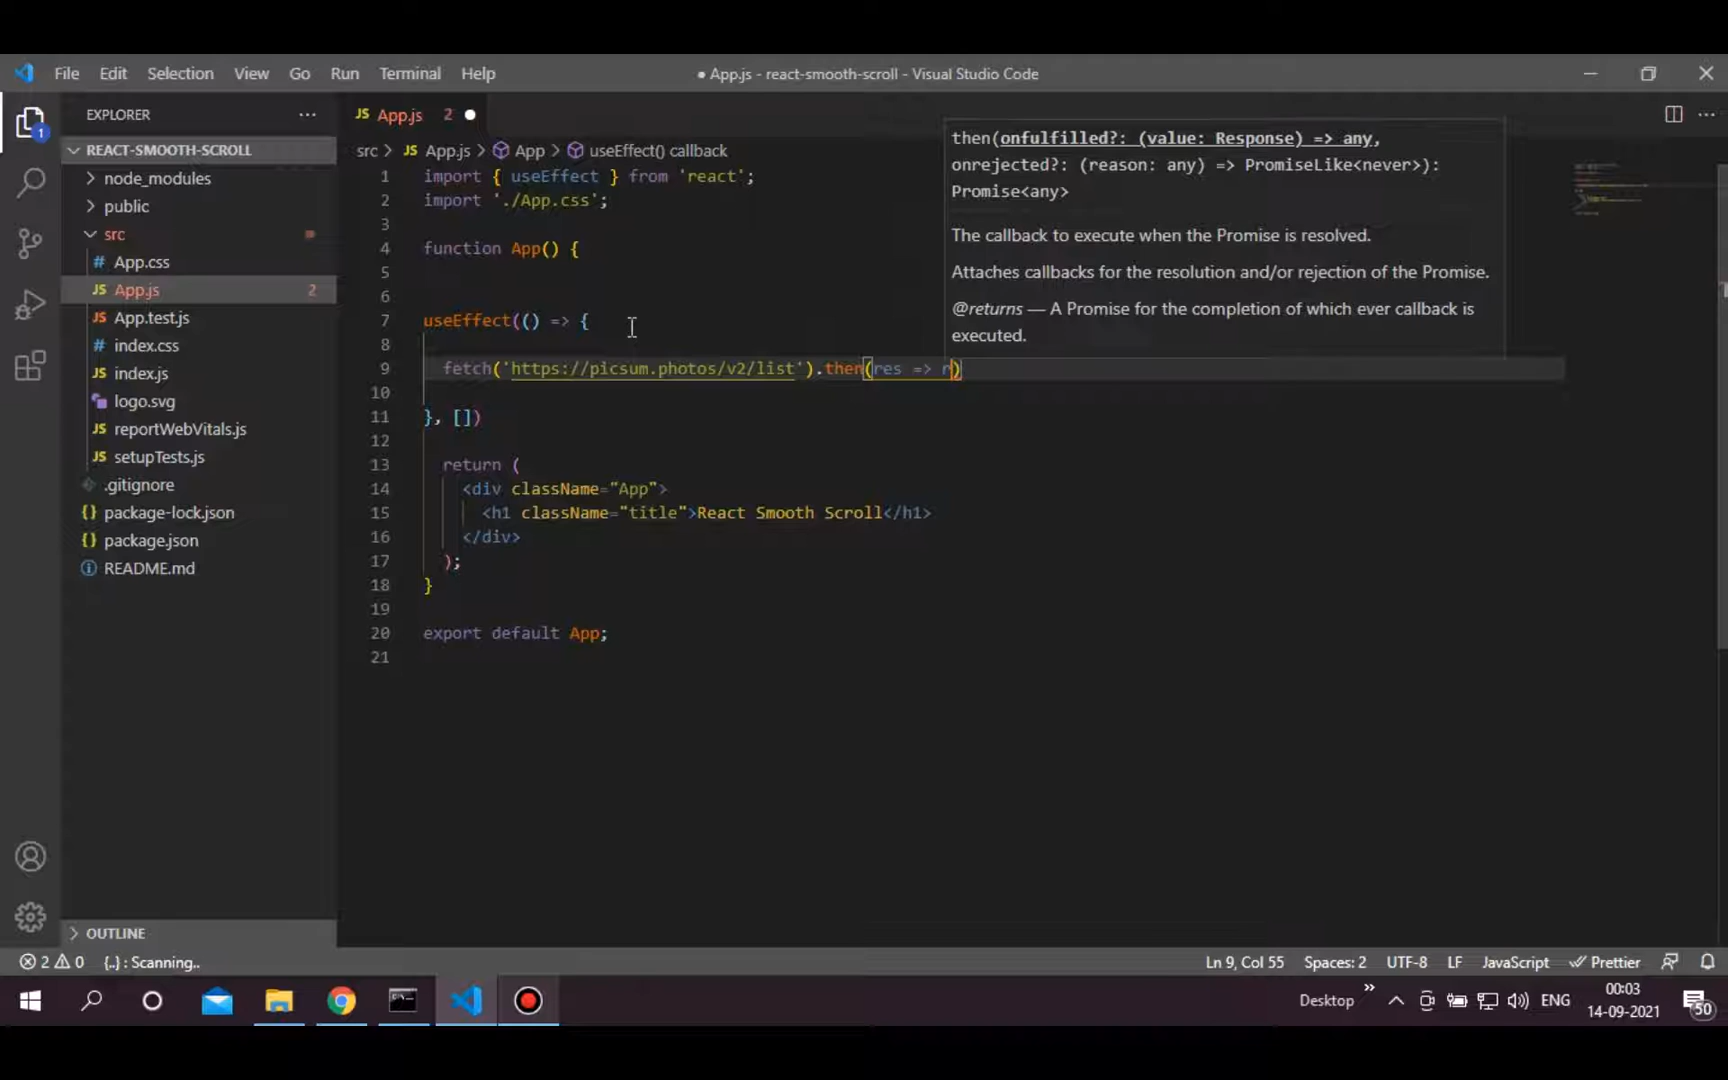 File Edit Selection View Go Run Terminal Help
● App.js - react-smooth-scroll - Visual Studio Code
1
EXPLORER ...
REACT-SMOOTH-SCROLL
node_modules
public
src
# App.css
JS App.js 2
JS App.test.js
# index.css
JS index.js
logo.svg
JS reportWebVitals.js
JS setupTests.js
.gitignore
{} package-lock.json
{} package.json
README.md
OUTLINE
JS App.js 2 ●
src > JS App.js > App > useEffect() callback
1 import { useEffect } from 'react';
2 import './App.css';
3
4 function App() {
5
6
7 useEffect(() => {
8
9 fetch('https://picsum.photos/v2/list').then(res => r)
10
11 }, [])
12
13 return (
14 <div className="App">
15 <h1 className="title">React Smooth Scroll</h1>
16 </div>
17 );
18 }
19
20 export default App;
21
then(onfulfilled?: (value: Response) => any,
onrejected?: (reason: any) => PromiseLike<never>):
Promise<any>
The callback to execute when the Promise is resolved.
Attaches callbacks for the resolution and/or rejection of the Promise.
@returns — A Promise for the completion of which ever callback is
executed.
2 0 {..} : Scanning..
Ln 9, Col 55 Spaces: 2 UTF-8 LF JavaScript Prettier
Desktop » ENG
00:03
14-09-2021
50